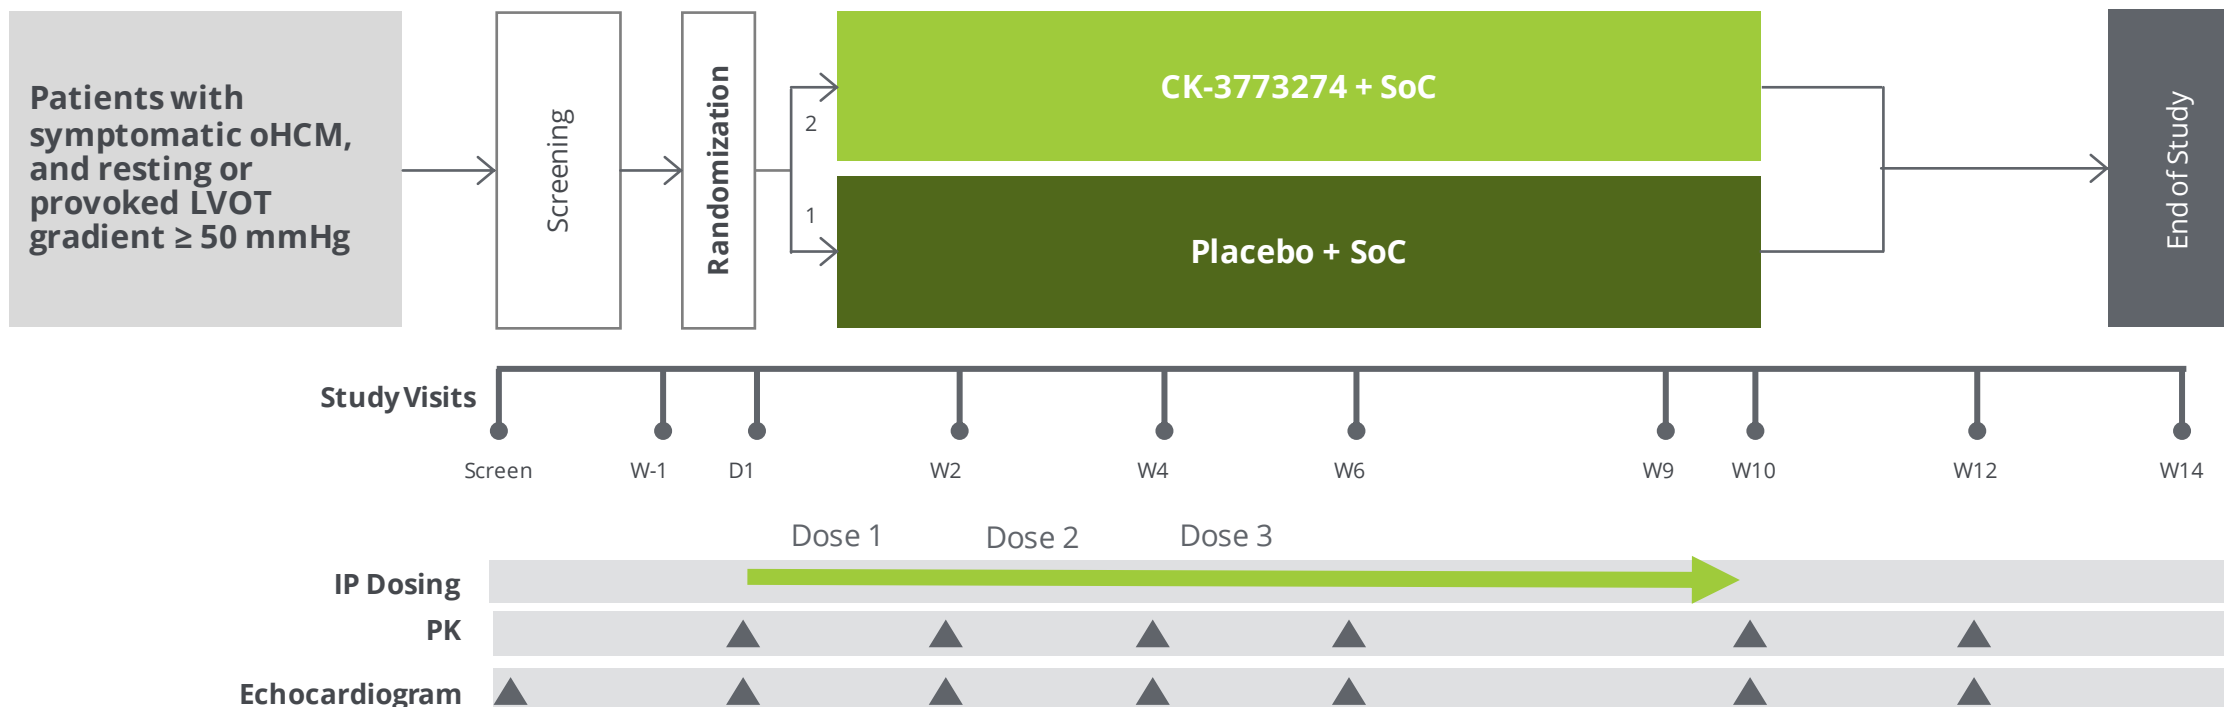 Patients with
symptomatic oHCM,
and resting or
provoked LVOT
gradient ≥ 50 mmHg
Screening
Randomization
2
1
CK-3773274 + SoC
Placebo + SoC
End of Study
Study Visits
Screen W-1 D1 W2 W4 W6 W9 W10 W12 W14
Dose 1 Dose 2 Dose 3
IP Dosing
PK
Echocardiogram